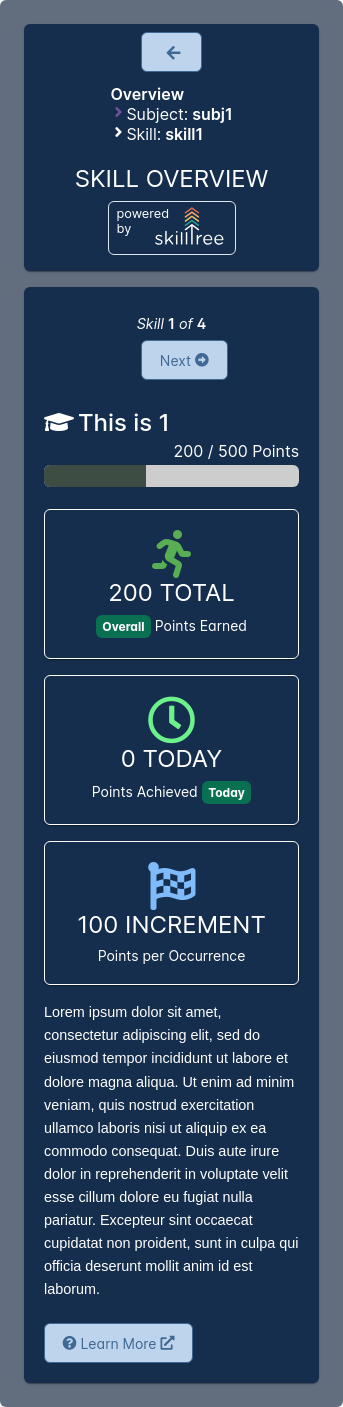 Overview
Subject: subj1
Skill: skill1
SKILL OVERVIEW
powered
by
skilltree
Skill 1 of 4
Next
This is 1
200 / 500 Points
200 TOTAL
Overall Points Earned
0 TODAY
Points Achieved Today
100 INCREMENT
Points per Occurrence
Lorem ipsum dolor sit amet,
consectetur adipiscing elit, sed do
eiusmod tempor incididunt ut labore et
dolore magna aliqua. Ut enim ad minim
veniam, quis nostrud exercitation
ullamco laboris nisi ut aliquip ex ea
commodo consequat. Duis aute irure
dolor in reprehenderit in voluptate velit
esse cillum dolore eu fugiat nulla
pariatur. Excepteur sint occaecat
cupidatat non proident, sunt in culpa qui
officia deserunt mollit anim id est
laborum.
Learn More